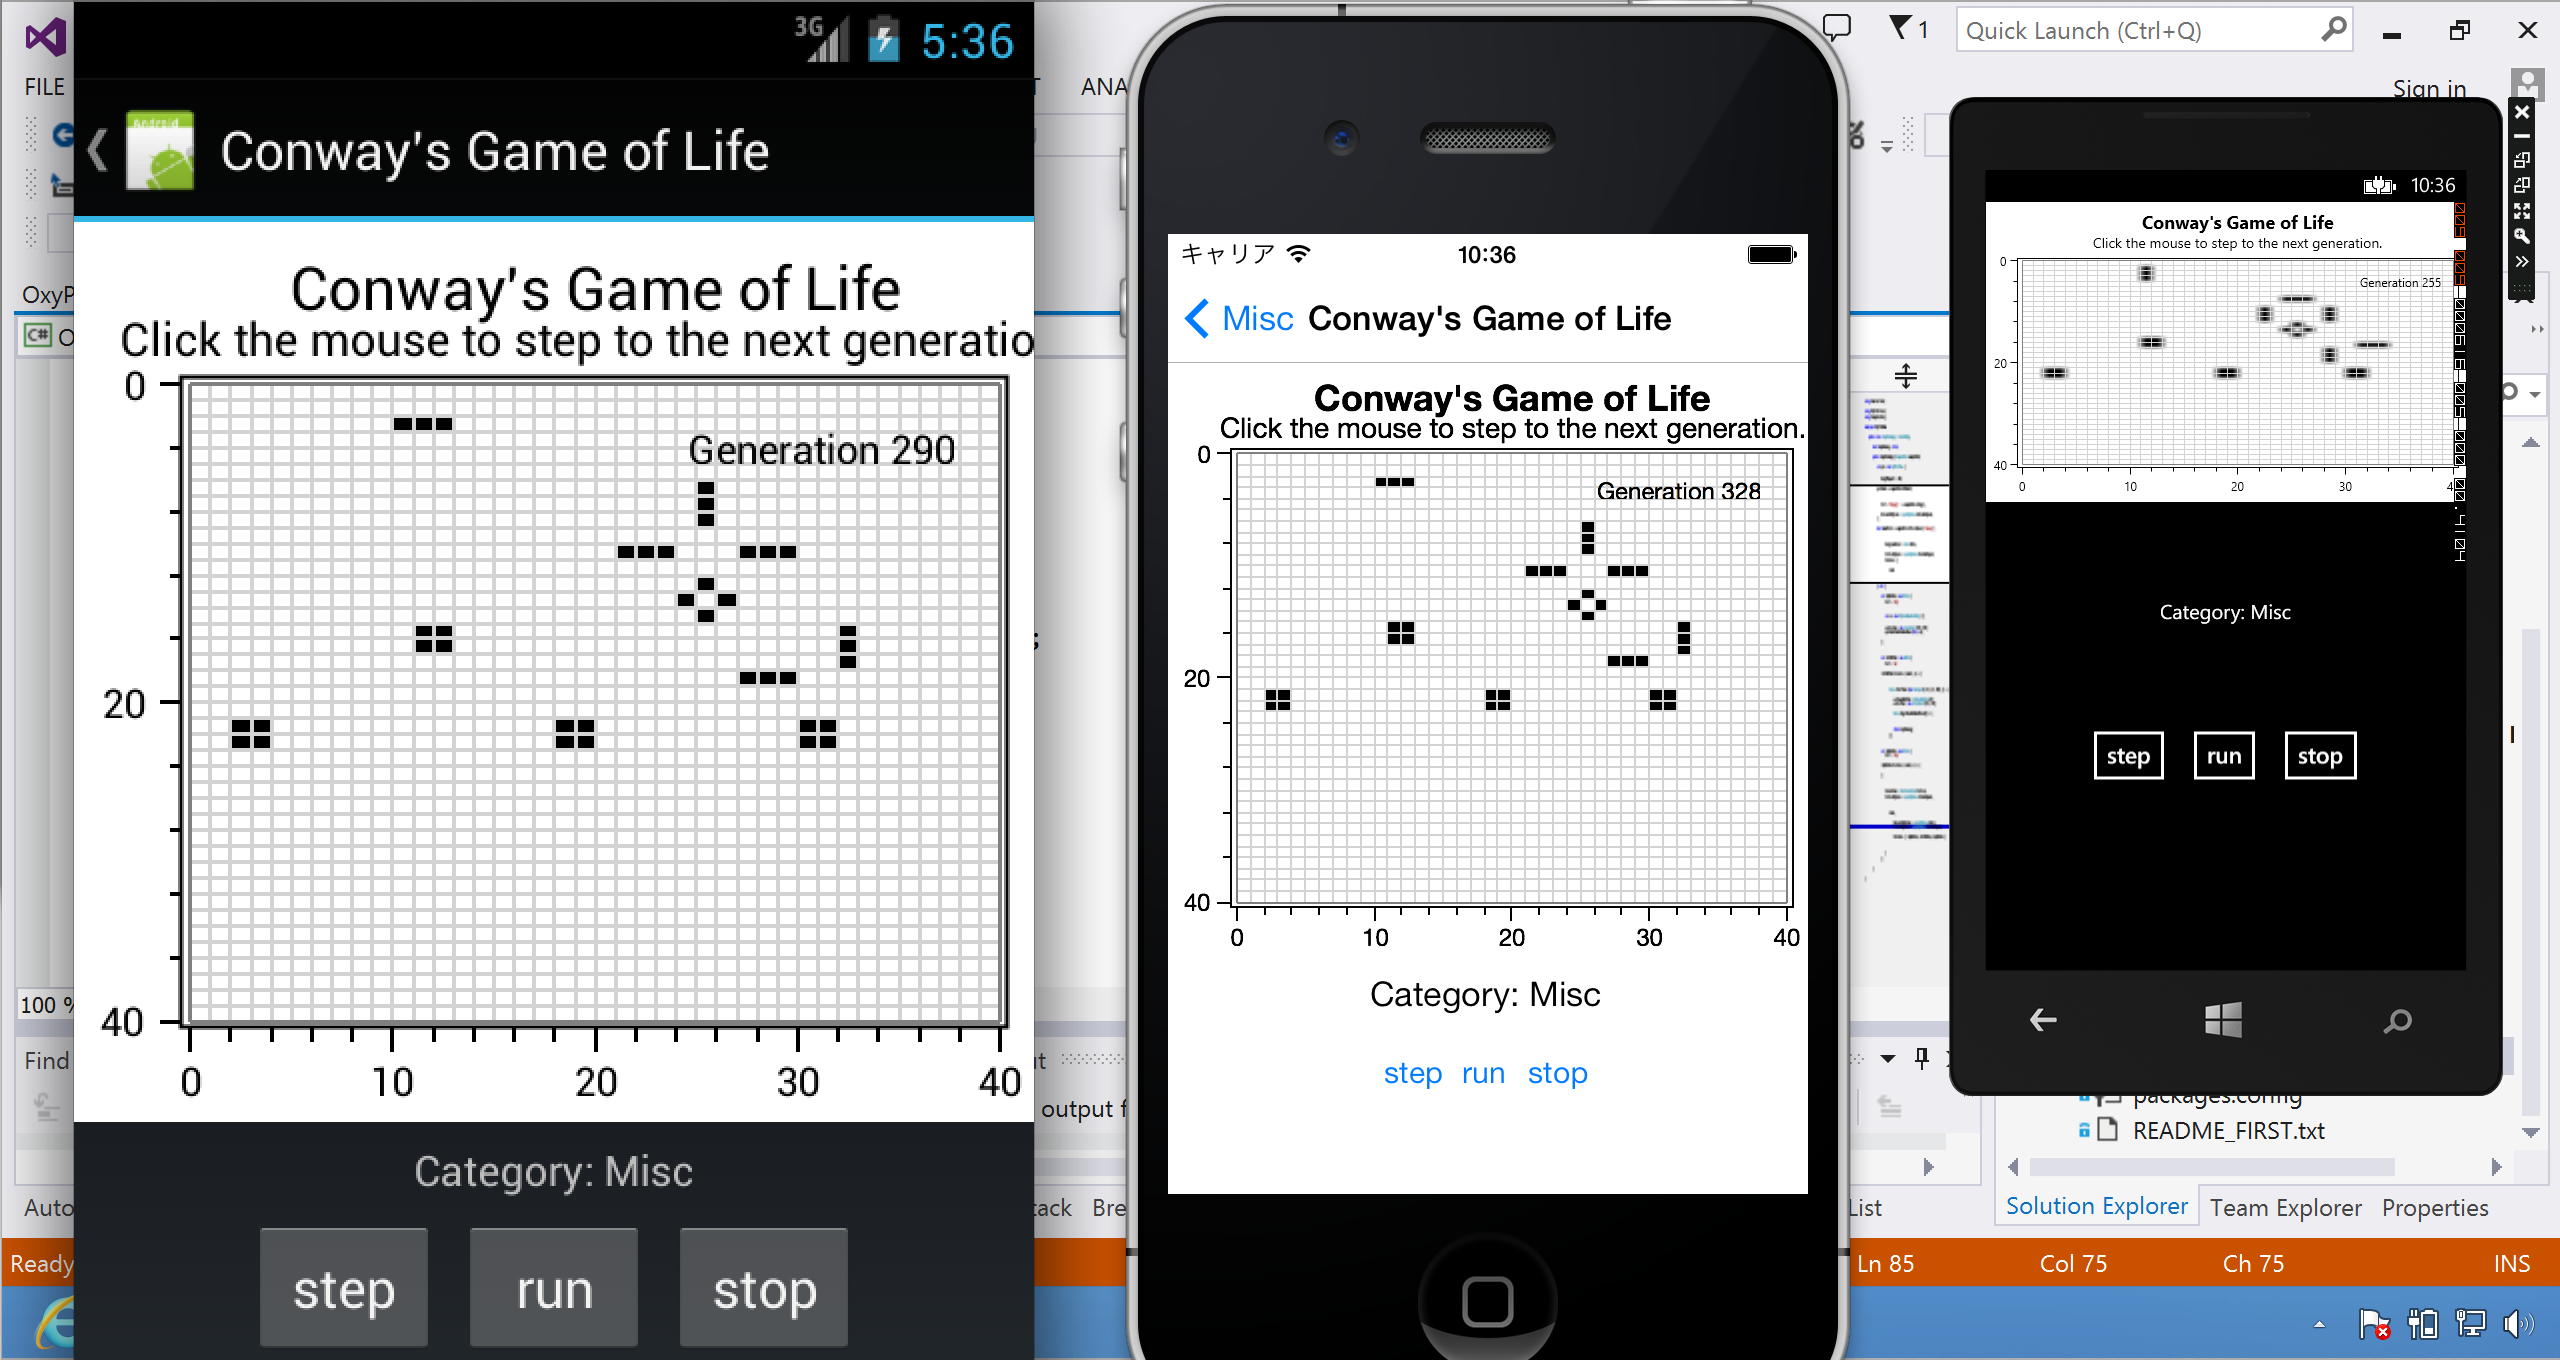 3G 5:36
Conway's Game of Life
Conway's Game of Life
Click the mouse to step to the next generatio
0
Generation 290
20
40
0 10 20 30 40
Category: Misc
step run stop
キャリア 10:36
Misc Conway's Game of Life
Conway's Game of Life
Click the mouse to step to the next generation.
0
Generation 328
20
40
0 10 20 30 40
Category: Misc
step run stop
10:36
Conway's Game of Life
Click the mouse to step to the next generation.
0
Generation 255
20
40
0 10 20 30 4
Category: Misc
step run stop
1 Quick Launch (Ctrl+Q)
FILE ANA Sign in
OxyP
C# O
100 %
Find
output f
packages.config
README_FIRST.txt
Auto tack Bre List
Solution Explorer Team Explorer Properties
Ready Ln 85 Col 75 Ch 75 INS